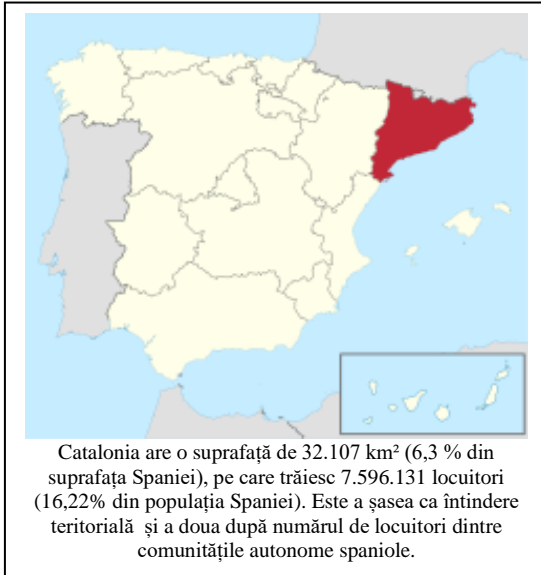 Catalonia are o suprafață de 32.107 km² (6,3 % din
suprafața Spaniei), pe care trăiesc 7.596.131 locuitori
(16,22% din populația Spaniei). Este a șasea ca întindere
teritorială și a doua după numărul de locuitori dintre
comunitățile autonome spaniole.